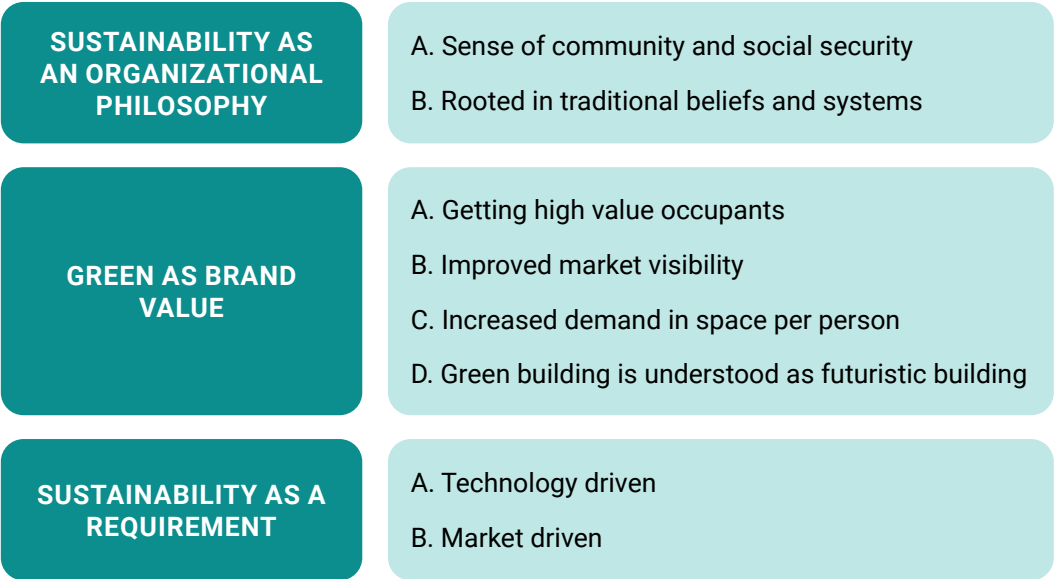 SUSTAINABILITY AS
AN ORGANIZATIONAL
PHILOSOPHY
A. Sense of community and social security
B. Rooted in traditional beliefs and systems
GREEN AS BRAND
VALUE
A. Getting high value occupants
B. Improved market visibility
C. Increased demand in space per person
D. Green building is understood as futuristic building
SUSTAINABILITY AS A
REQUIREMENT
A. Technology driven
B. Market driven